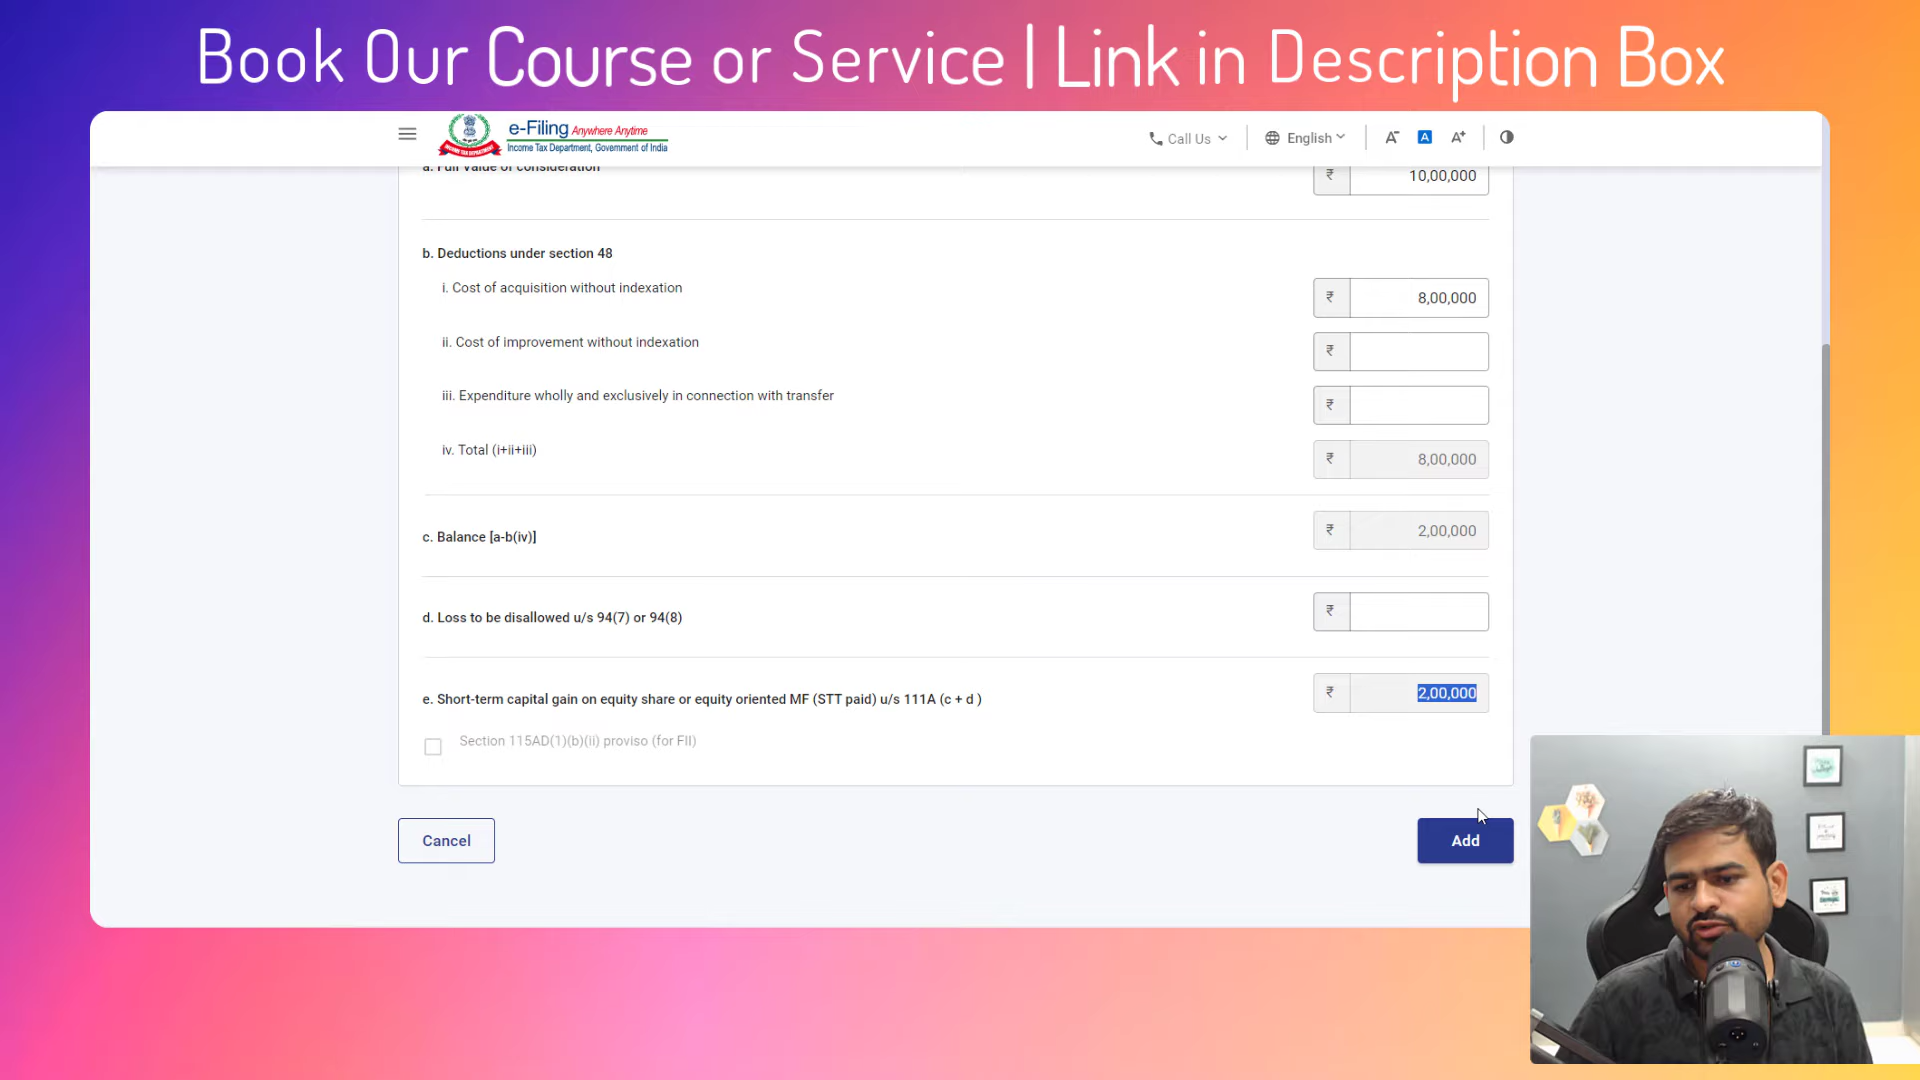 Book Our Course or Service | Link in Description Box
e-Filing Anywhere Anytime
Income Tax Department, Government of India
Call Us
English
A-
A
A+
a. Full Value of consideration
₹ 10,00,000
b. Deductions under section 48
i. Cost of acquisition without indexation
₹ 8,00,000
ii. Cost of improvement without indexation
₹
iii. Expenditure wholly and exclusively in connection with transfer
₹
iv. Total (i+ii+iii)
₹ 8,00,000
c. Balance [a-b(iv)]
₹ 2,00,000
d. Loss to be disallowed u/s 94(7) or 94(8)
₹
e. Short-term capital gain on equity share or equity oriented MF (STT paid) u/s 111A (c + d )
₹ 2,00,000
Section 115AD(1)(b)(ii) proviso (for FII)
Cancel
Add